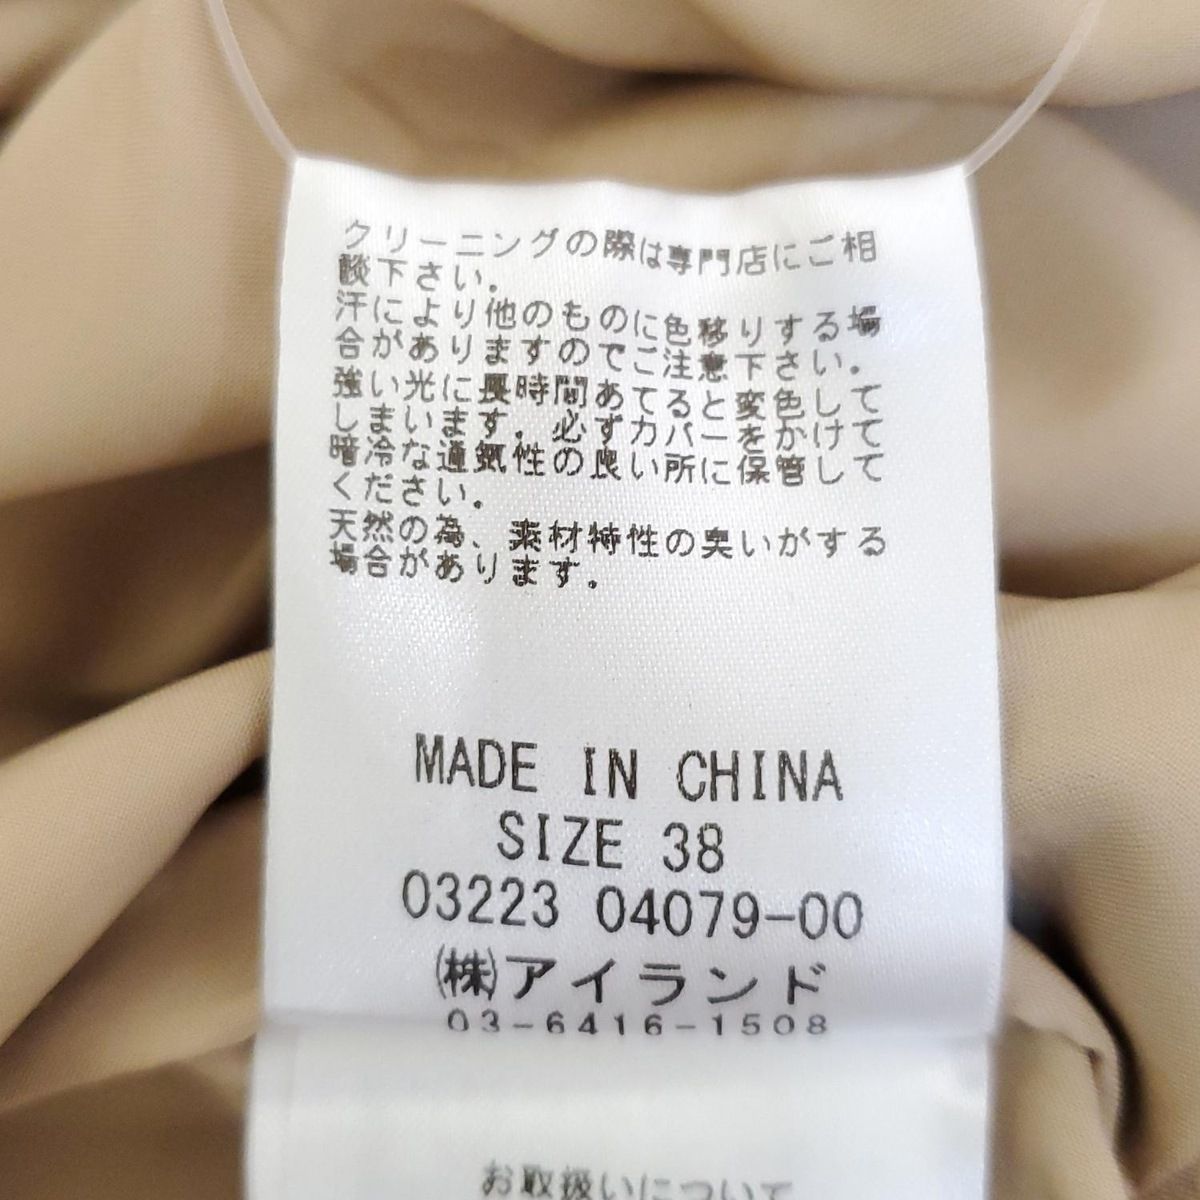 クリーニングの際は専門店にご相
談下さい．
汗により他のものに色移りする場
合がありますのでご注意下さい．
強い光に長時間あてると変色して
しまいます．必ずカバーをかけて
暗冷な通気性の良い所に保管して
ください．
天然の為、素材特性の臭いがする
場合があります．
MADE IN CHINA
SIZE 38
03223 04079-00
㈱アイランド
03-6416-1508
お取扱いについて